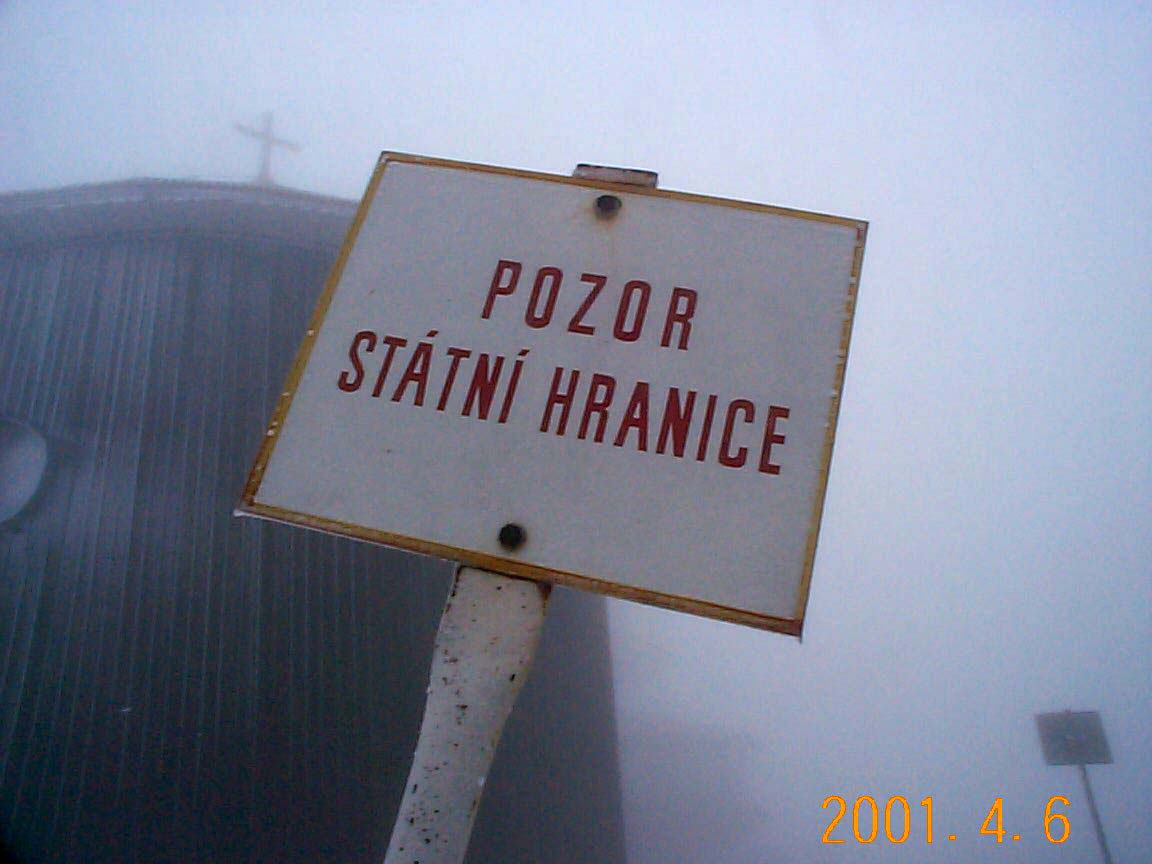 POZOR
STÁTNÍ HRANICE
2001. 4. 6